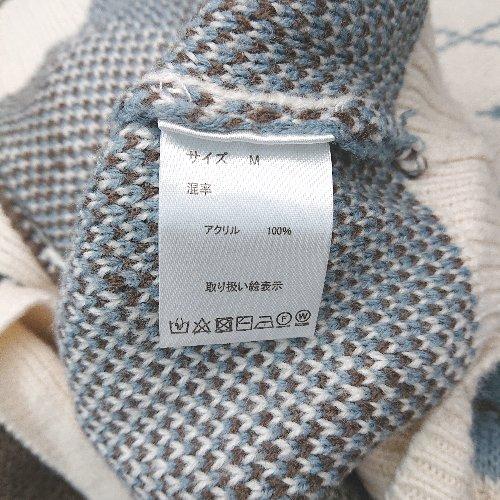 サイズ M
混率
アクリル 100%
取り扱い絵表示
F W